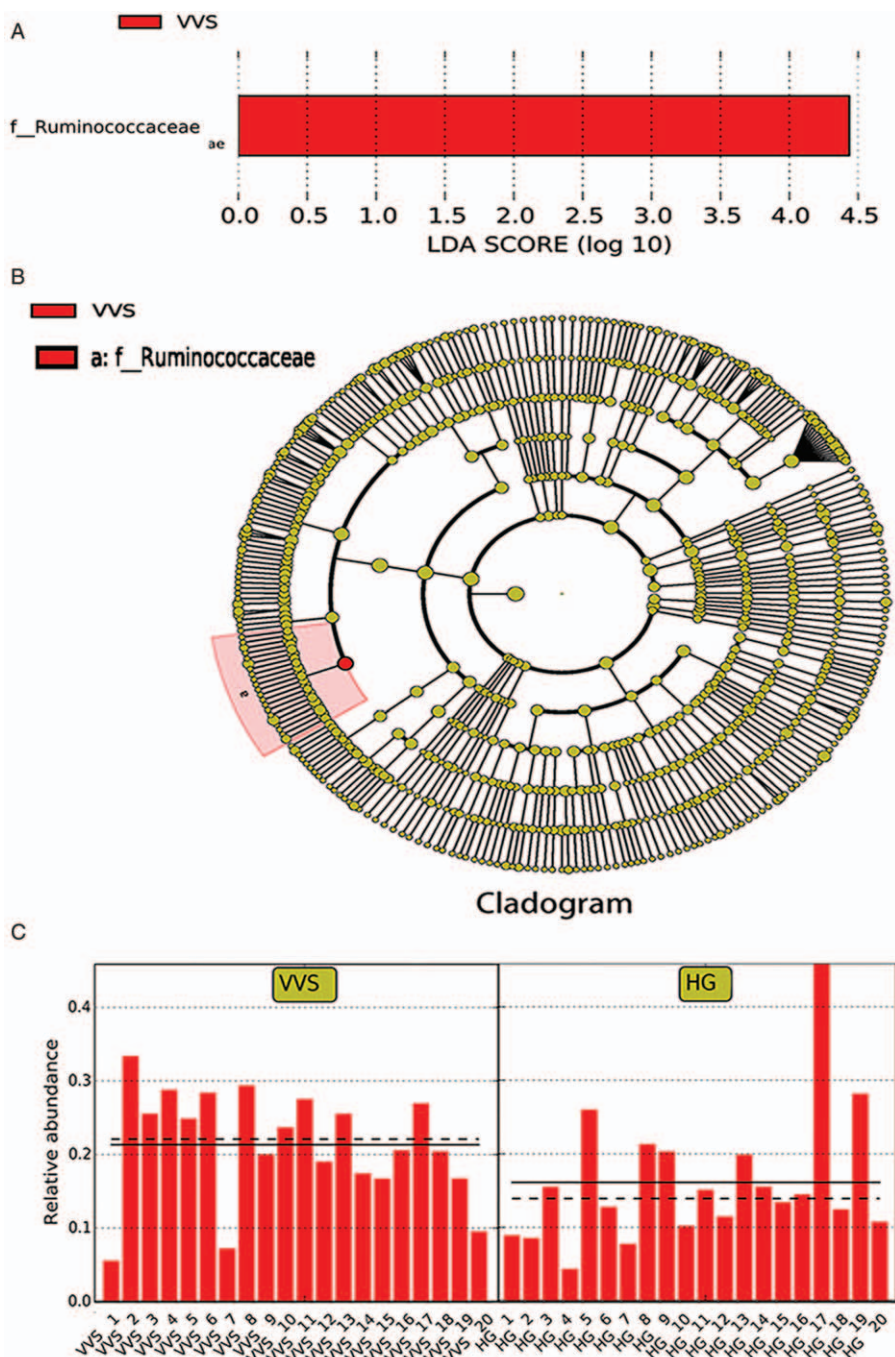 A
VVS
f__Ruminococcaceae
ae
0.0 0.5 1.0 1.5 2.0 2.5 3.0 3.5 4.0 4.5
LDA SCORE (log 10)
B
VVS
a: f__Ruminococcaceae
a
Cladogram
C
VVS
HG
Relative abundance
0.4
0.3
0.2
0.1
0.0
VVS 1 VVS 2 VVS 3 VVS 4 VVS 5 VVS 6 VVS 7 VVS 8 VVS 9 VVS 10 VVS 11 VVS 12 VVS 13 VVS 14 VVS 15 VVS 16 VVS 17 VVS 18 VVS 19 VVS 20
HG 1 HG 2 HG 3 HG 4 HG 5 HG 6 HG 7 HG 8 HG 9 HG 10 HG 11 HG 12 HG 13 HG 14 HG 15 HG 16 HG 17 HG 18 HG 19 HG 20